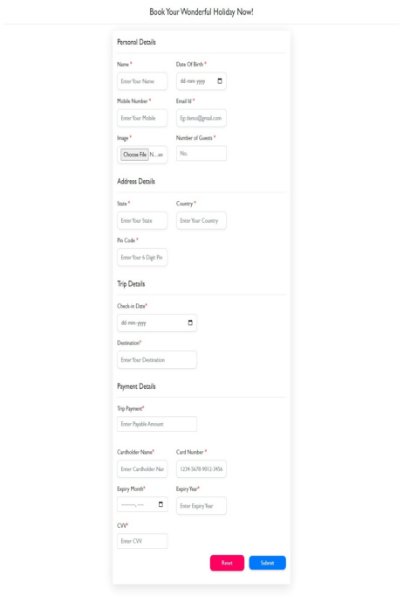 Book Your Wonderful Holiday Now!
Personal Details
Name * Date Of Birth *
Enter Your Name dd-mm-yyyy
Mobile Number * Email Id *
Enter Your Mobile Eg: demo@gmail.com
Image * Number of Guests *
Choose File N...en No.
Address Details
State * Country *
Enter Your State Enter Your Country
Pin Code *
Enter Your 6 Digit Pin
Trip Details
Check-in Date*
dd-mm-yyyy
Destination*
Enter Your Destination
Payment Details
Trip Payment*
Enter Payable Amount
Cardholder Name* Card Number *
Enter Cardholder Nam 1234-5678-9012-3456
Expiry Month* Expiry Year*
---------, ---- Enter Expiry Year
CVV*
Enter CVV
Reset Submit